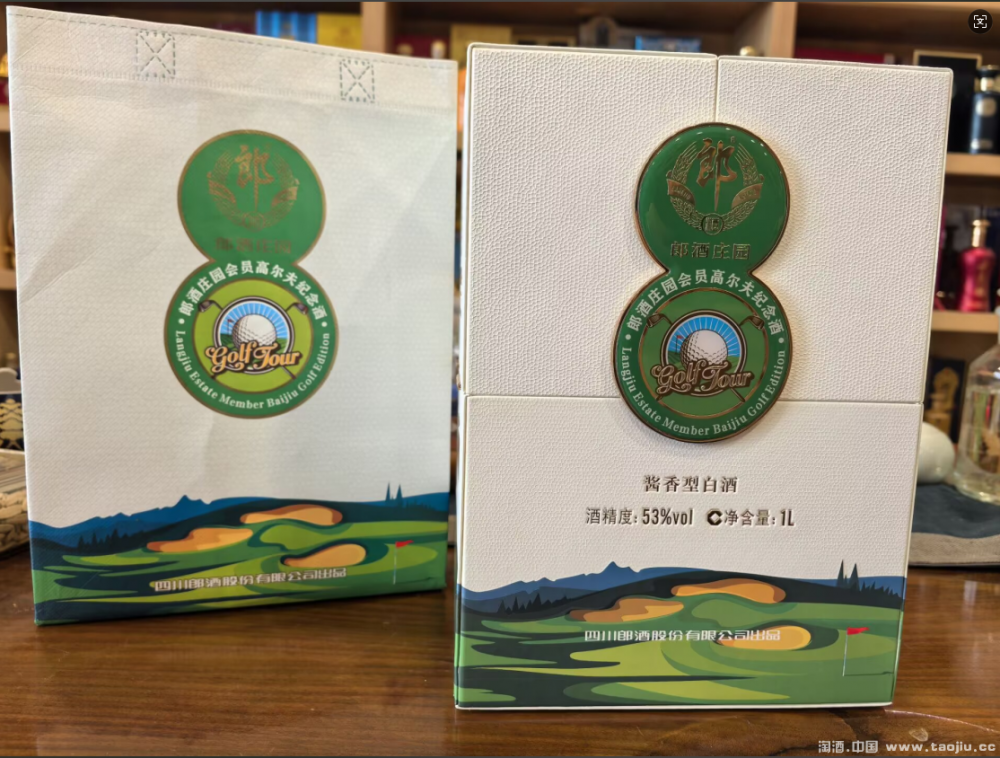 郎
郎酒庄园
郎酒庄园会员高尔夫纪念酒
Golf Tour
Langjiu Estate Member Baijiu Golf Edition
四川郎酒股份有限公司出品
郎
郎酒庄园
郎酒庄园会员高尔夫纪念酒
Golf Tour
Langjiu Estate Member Baijiu Golf Edition
酱香型白酒
酒精度:53%vol C净含量:1L
四川郎酒股份有限公司出品
淘酒.中国 www.taojiu.cc